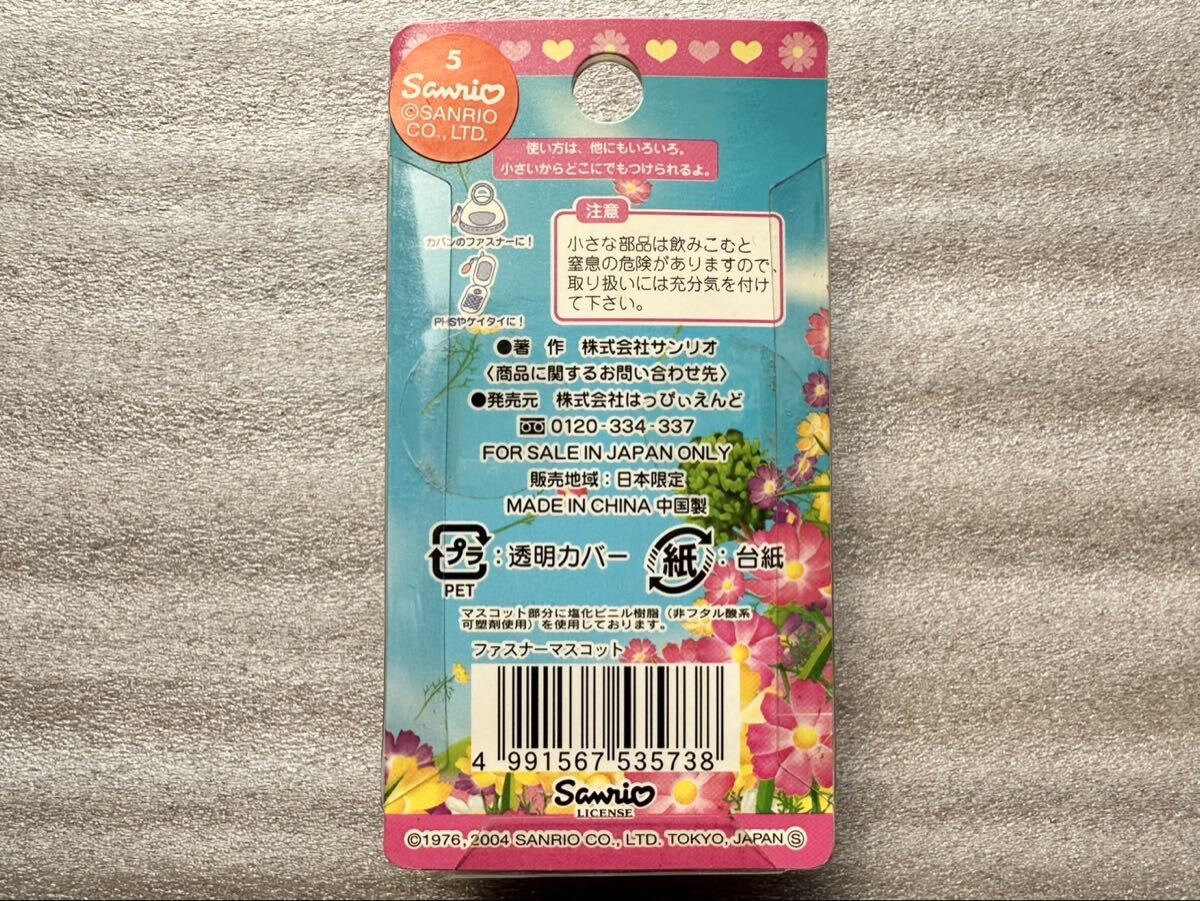 5
Sanrio
©SANRIO
CO., LTD.
使い方は、他にもいろいろ。
小さいからどこにでもつけられるよ。
カバンのファスナーに！
PHSやケイタイに！
注意
小さな部品は飲みこむと
窒息の危険がありますので、
取り扱いには充分気を付け
て下さい。
●著 作 株式会社サンリオ
〈商品に関するお問い合わせ先〉
●発売元 株式会社はっぴぃえんど
0120-334-337
FOR SALE IN JAPAN ONLY
販売地域：日本限定
MADE IN CHINA 中国製
プラ：透明カバー
PET
紙：台紙
マスコット部分に塩化ビニル樹脂（非フタル酸系
可塑剤使用）を使用しております。
ファスナーマスコット
4 991567 535738
Sanrio
LICENSE
©1976, 2004 SANRIO CO., LTD. TOKYO, JAPAN Ⓢ